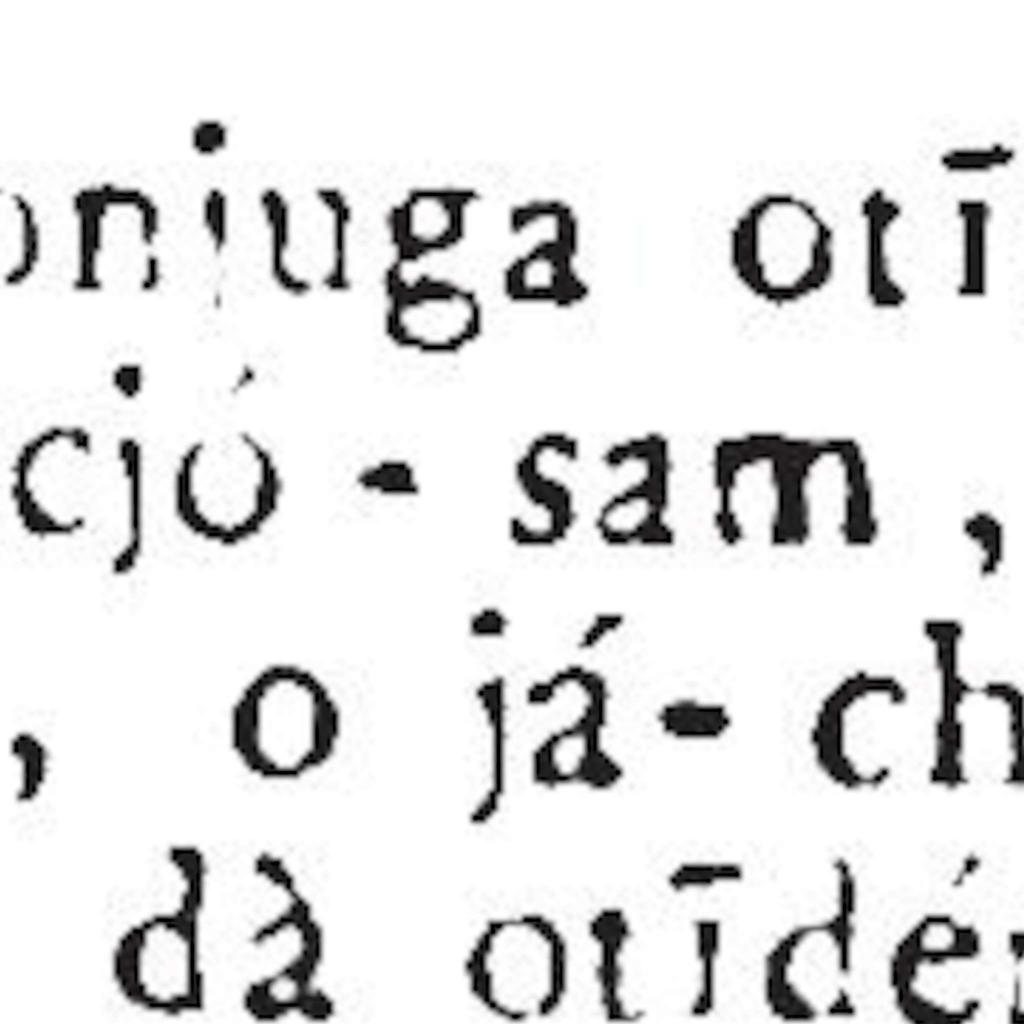 onjuga otī
cjó - sam ,
, o já- ch
dà otīdé